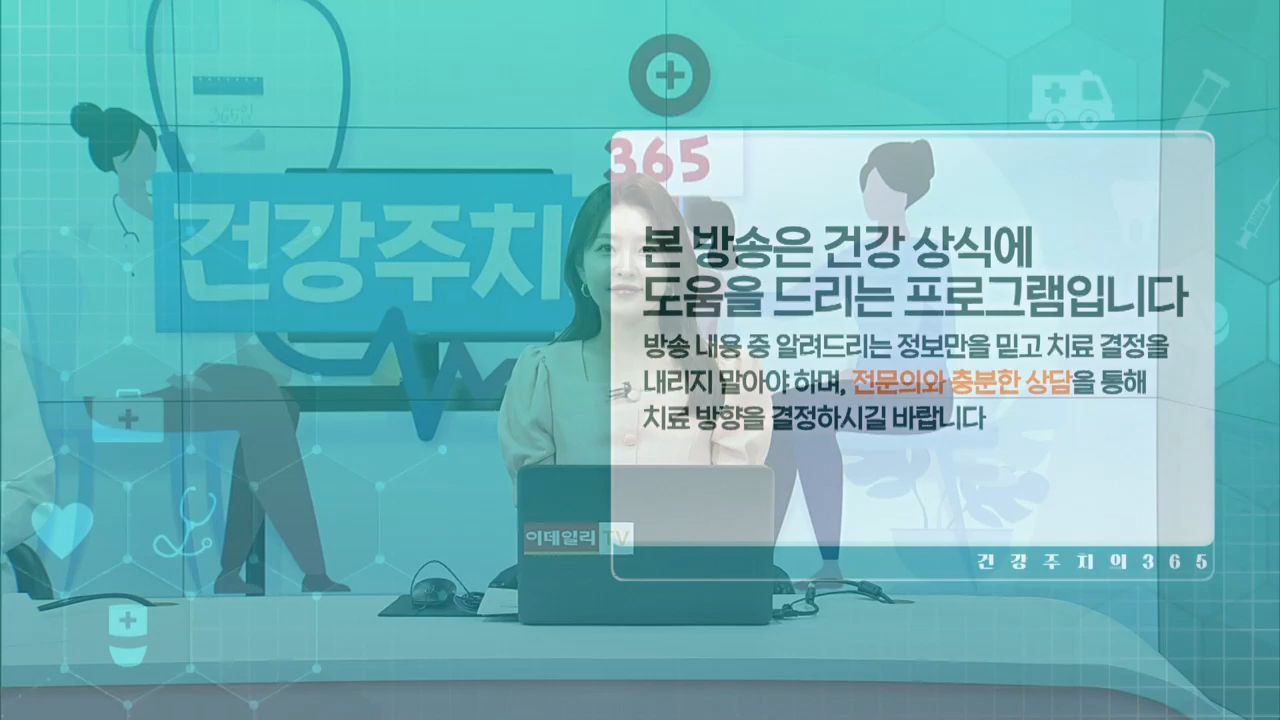 365
건강주치
본 방송은 건강 상식에
도움을 드리는 프로그램입니다
방송 내용 중 알려드리는 정보만을 믿고 치료 결정을
내리지 말아야 하며, 전문의와 충분한 상담을 통해
치료 방향을 결정하시길 바랍니다
이데일리 TV
건강주치의365